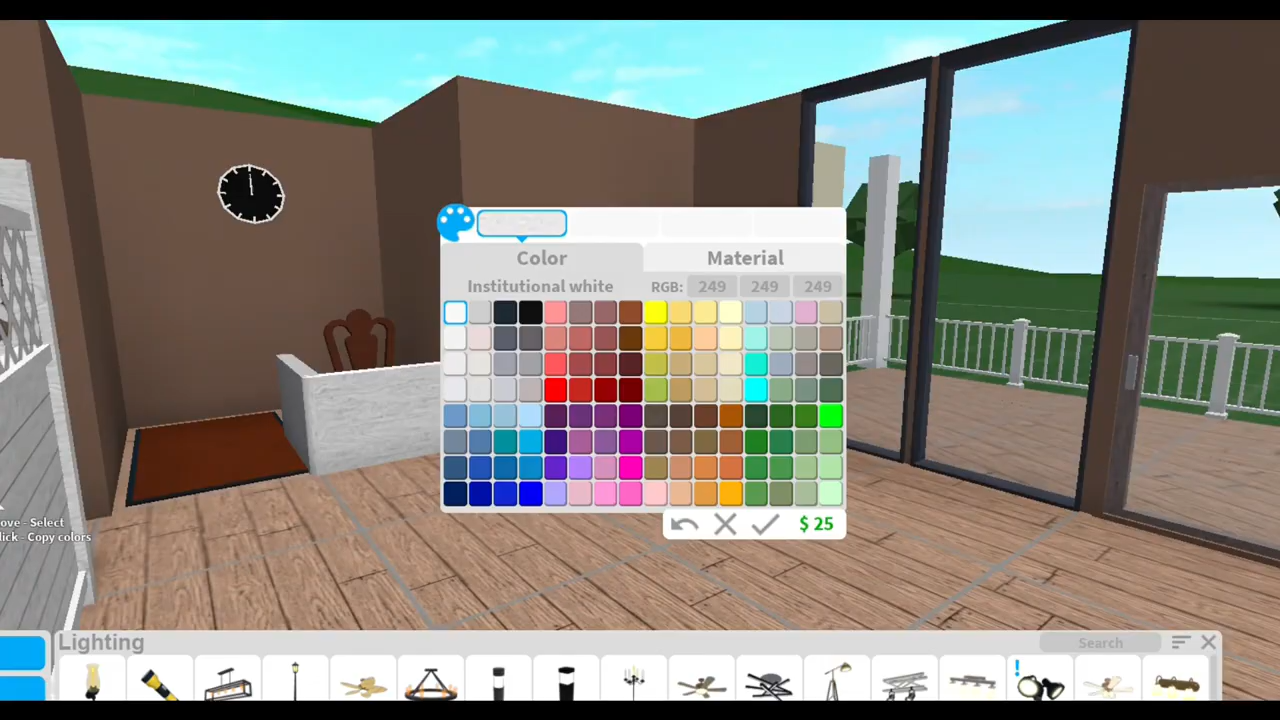 Color
Material
Institutional white
RGB: 249 249 249
ove - Select
lick - Copy colors
$ 25
Lighting
Search